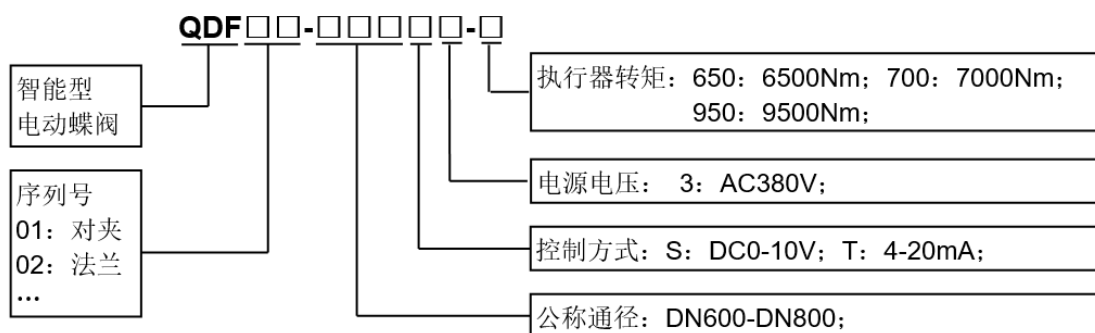 QDF□□-□□□□□-□
智能型
电动蝶阀
序列号
01：对夹
02：法兰
...
执行器转矩：650：6500Nm；700：7000Nm；
950：9500Nm；
电源电压： 3：AC380V；
控制方式：S：DC0-10V；T：4-20mA；
公称通径：DN600-DN800；